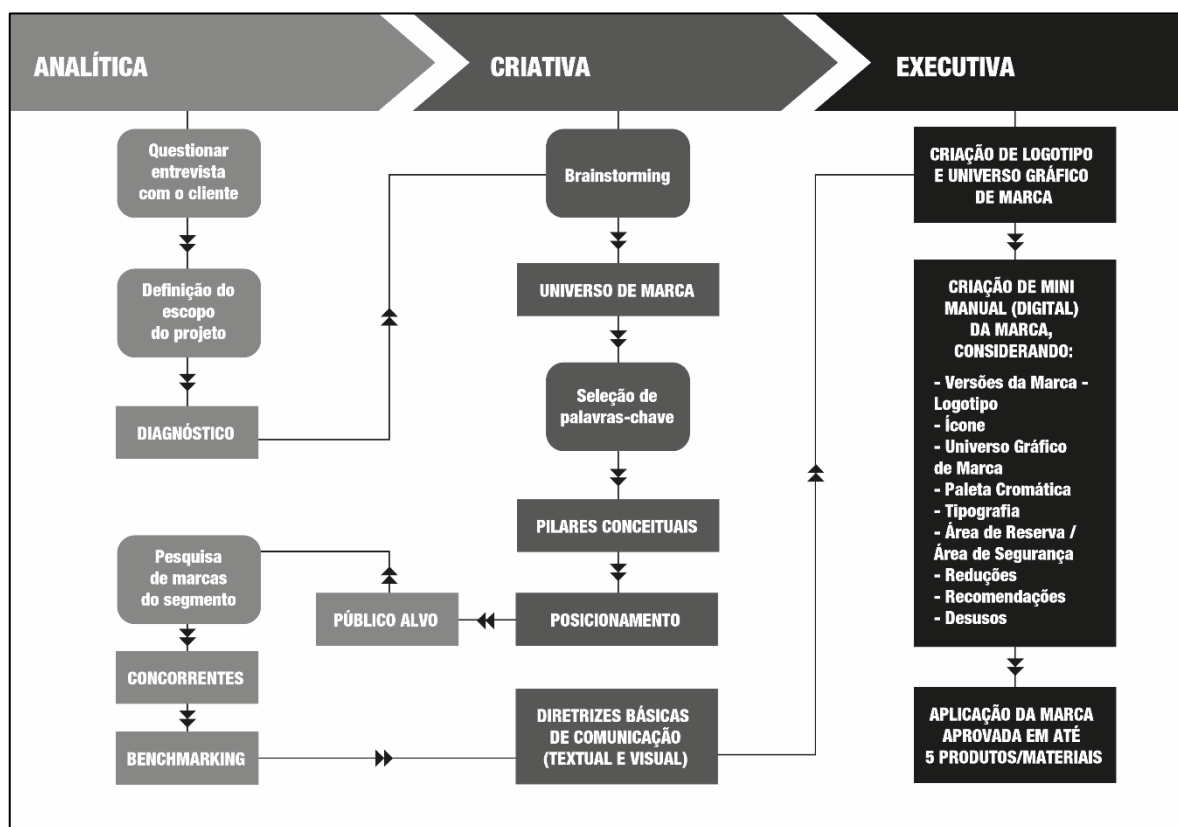 ANALÍTICA
CRIATIVA
EXECUTIVA
Questionar
entrevista
com o cliente
Definição do
escopo
do projeto
DIAGNÓSTICO
Brainstorming
UNIVERSO DE MARCA
Seleção de
palavras-chave
PILARES CONCEITUAIS
POSICIONAMENTO
PÚBLICO ALVO
Pesquisa
de marcas
do segmento
CONCORRENTES
BENCHMARKING
DIRETRIZES BÁSICAS
DE COMUNICAÇÃO
(TEXTUAL E VISUAL)
CRIAÇÃO DE LOGOTIPO
E UNIVERSO GRÁFICO
DE MARCA
CRIAÇÃO DE MINI
MANUAL (DIGITAL)
DA MARCA,
CONSIDERANDO:
- Versões da Marca -
Logotipo
- Ícone
- Universo Gráfico
de Marca
- Paleta Cromática
- Tipografia
- Área de Reserva /
Área de Segurança
- Reduções
- Recomendações
- Desusos
APLICAÇÃO DA MARCA
APROVADA EM ATÉ
5 PRODUTOS/MATERIAIS